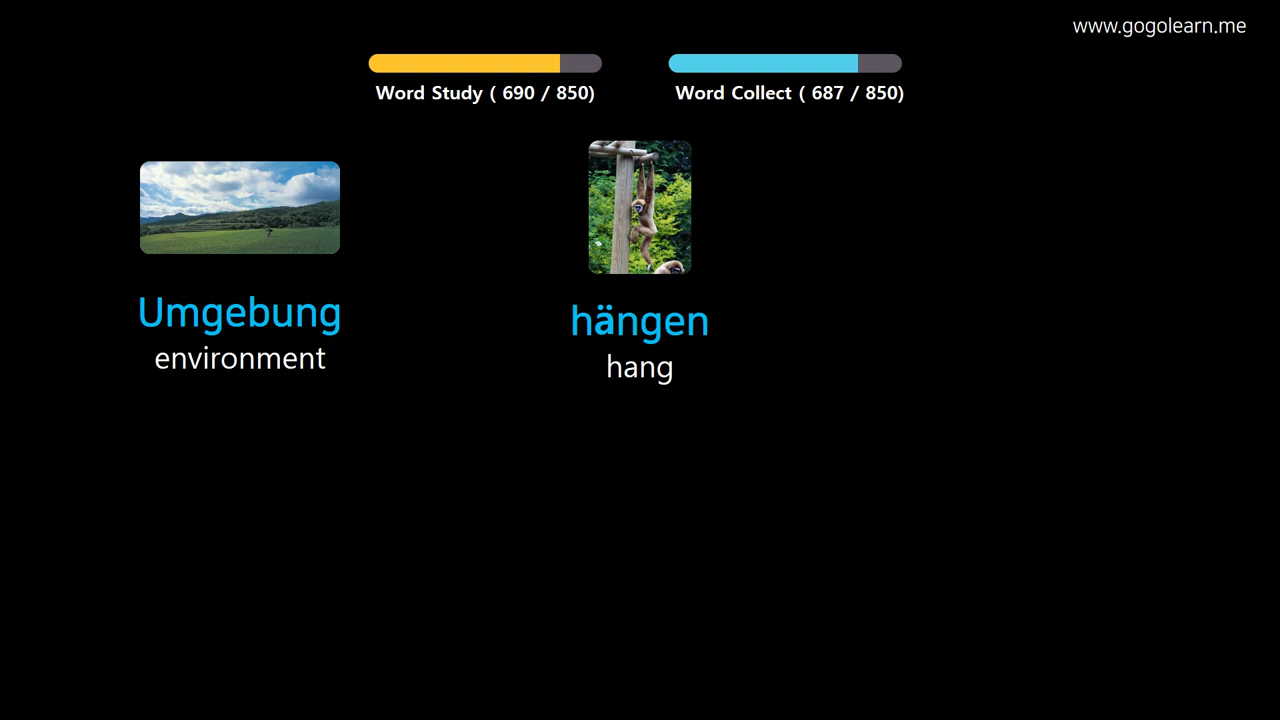 www.gogolearn.me
Word Study ( 690 / 850)
Word Collect ( 687 / 850)
Umgebung
environment
hängen
hang